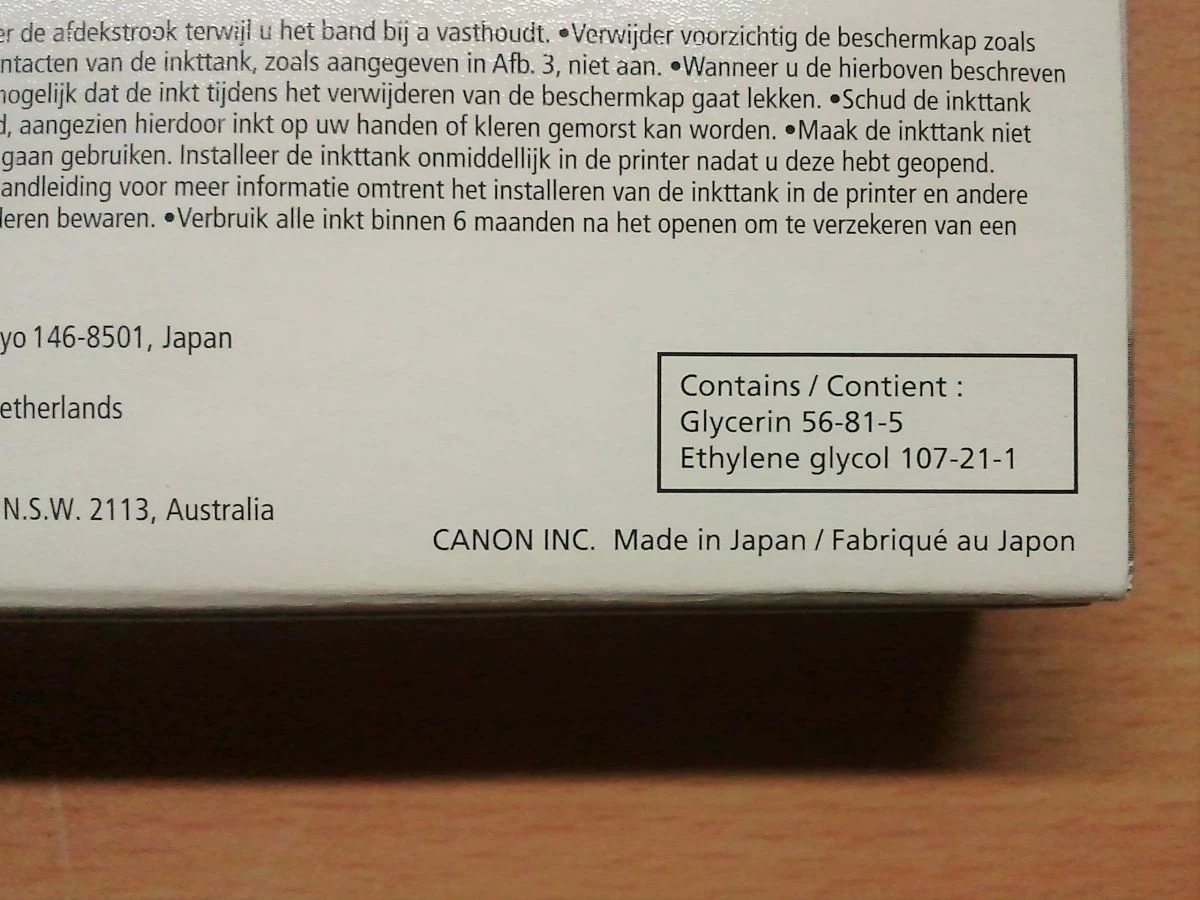 er de afdekstrook terwijl u het band bij a vasthoudt. •Verwijder voorzichtig de beschermkap zoals
ntacten van de inkttank, zoals aangegeven in Afb. 3, niet aan. •Wanneer u de hierboven beschreven
mogelijk dat de inkt tijdens het verwijderen van de beschermkap gaat lekken. •Schud de inkttank
d, aangezien hierdoor inkt op uw handen of kleren gemorst kan worden. •Maak de inkttank niet
gaan gebruiken. Installeer de inkttank onmiddellijk in de printer nadat u deze hebt geopend.
andleiding voor meer informatie omtrent het installeren van de inkttank in de printer en andere
deren bewaren. •Verbruik alle inkt binnen 6 maanden na het openen om te verzekeren van een
yo 146-8501, Japan
etherlands
N.S.W. 2113, Australia
Contains / Contient :
Glycerin 56-81-5
Ethylene glycol 107-21-1
CANON INC. Made in Japan / Fabriqué au Japon